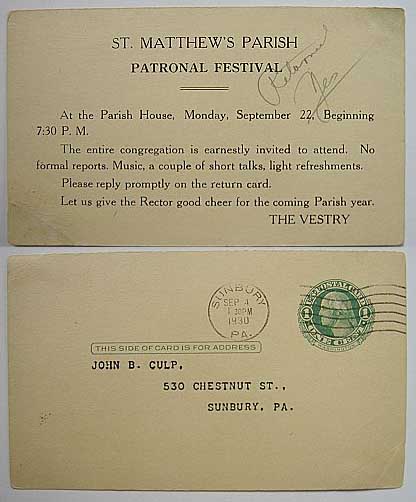 ST. MATTHEW'S PARISH
PATRONAL FESTIVAL
Yes
At the Parish House, Monday, September 22, Beginning
7:30 P. M.
The entire congregation is earnestly invited to attend. No
formal reports. Music, a couple of short talks, light refreshments.
Please reply promptly on the return card.
Let us give the Rector good cheer for the coming Parish year.
THE VESTRY
SUNBURY
SEP 4
1930
PA.
ONE CENT
THIS SIDE OF CARD IS FOR ADDRESS
JOHN B. CULP,
530 CHESTNUT ST.,
SUNBURY, PA.